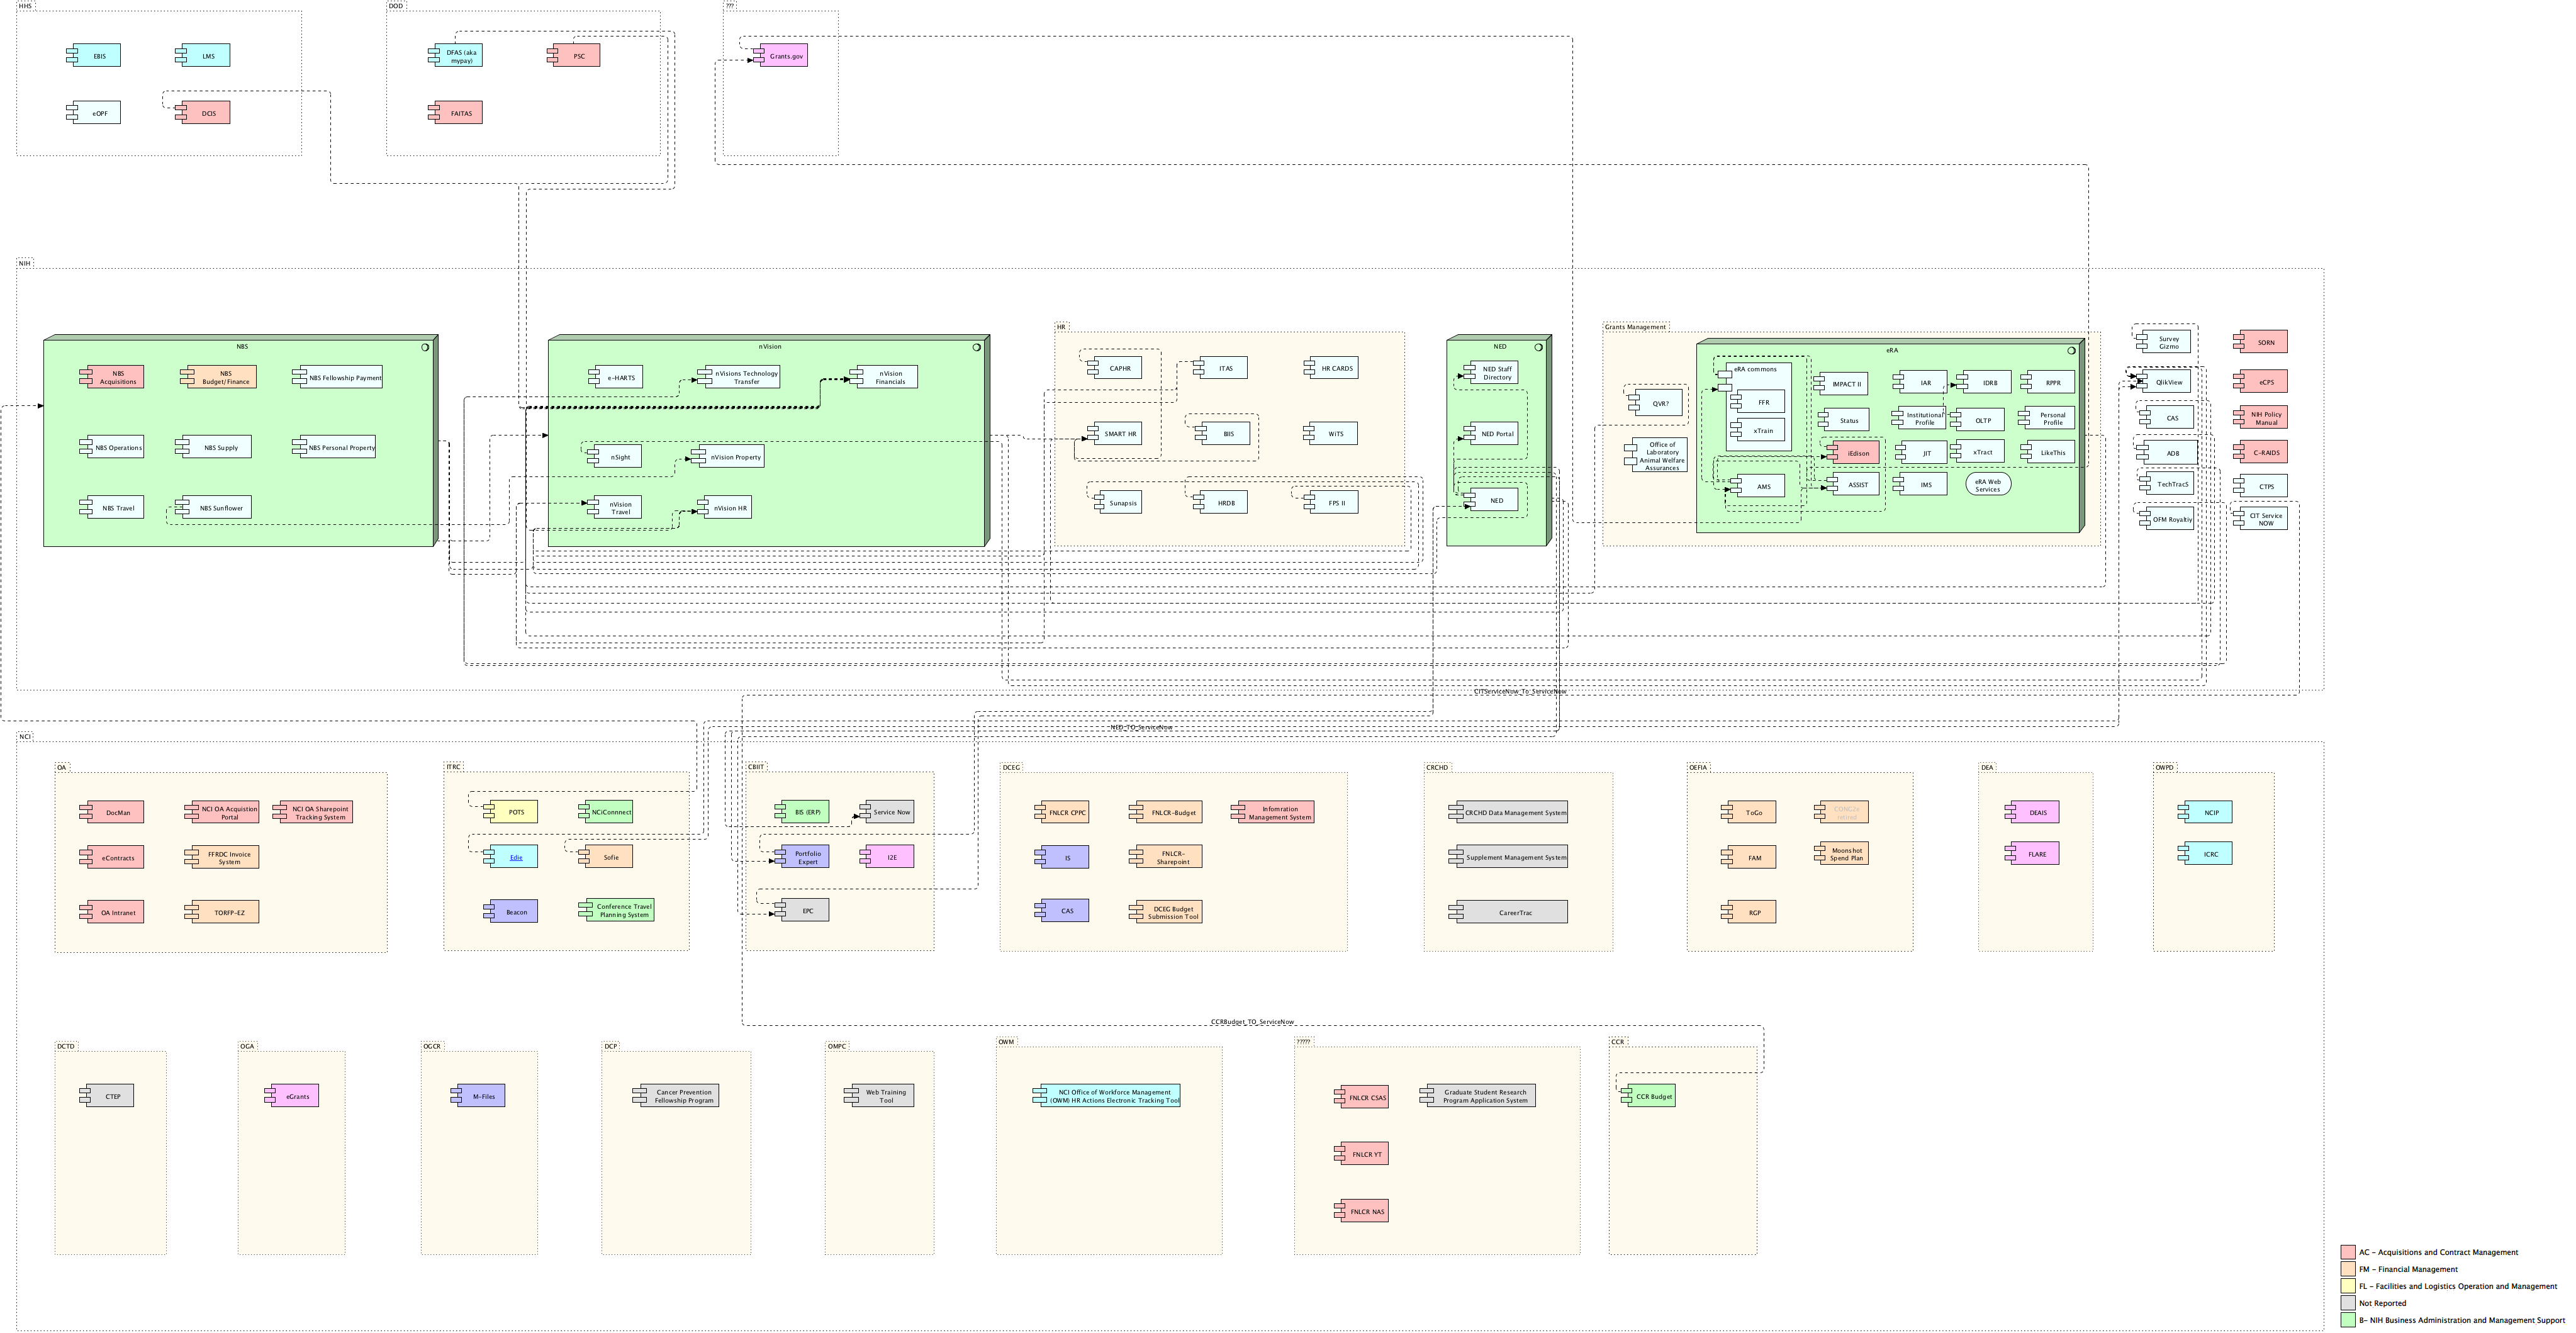 HHS
DOD
???
EBIS
LMS
DFAS (aka
mypay)
PSC
Grants.gov
eOPF
DCIS
FAITAS
NIH
NBS
nVision
HR
NED
Grants Management
eRA
NBS
Acquisitions
NBS
Budget/Finance
NBS Fellowship Payment
NBS Operations
NBS Supply
NBS Personal Property
NBS Travel
NBS Sunflower
e-HARTS
nVisions Technology
Transfer
nVision
Financials
nSight
nVision Property
nVision
Travel
nVision HR
CAPHR
ITAS
HR CARDS
SMART HR
BIIS
WiTS
Sunapsis
HRDB
FPS II
NED Staff
Directory
NED Portal
NED
QVR?
Office of
Laboratory
Animal Welfare
Assurances
eRA commons
FFR
xTrain
AMS
IMPACT II
IAR
IDRB
RPPR
Status
Institutional
Profile
OLTP
Personal
Profile
iEdison
JIT
xTract
LikeThis
ASSIST
IMS
eRA Web
Services
Survey
Gizmo
SORN
QlikView
eCPS
CAS
NIH Policy
Manual
ADB
C-RAIDS
TechTracS
CTPS
OFM Royaltiy
CIT Service
NOW
CITServiceNow_To_ServiceNow
NED_TO_ServiceNow
NCI
OA
ITRC
CBIIT
DCEG
CRCHD
OEFIA
DEA
OWPD
DocMan
NCI OA Acquistion
Portal
NCI OA Sharepoint
Tracking System
eContracts
FFRDC Invoice
System
OA Intranet
TORFP-EZ
POTS
NCiConnnect
Edie
Sofie
Beacon
Conference Travel
Planning System
BIS (ERP)
Service Now
Portfolio
Expert
I2E
EPC
FNLCR CPPC
FNLCR-Budget
Infomration
Management System
IS
FNLCR-
Sharepoint
CAS
DCEG Budget
Submission Tool
CRCHD Data Management System
Supplement Management System
CareerTrac
ToGo
FAM
Moonshot
Spend Plan
RGP
DEAIS
FLARE
NCIP
ICRC
CCRBudget_TO_ServiceNow
DCTD
OGA
OGCR
DCP
OMPC
OWM
?????
CCR
CTEP
eGrants
M-Files
Cancer Prevention
Fellowship Program
Web Training
Tool
NCI Office of Workforce Management
(OWM) HR Actions Electronic Tracking Tool
FNLCR CSAS
Graduate Student Research
Program Application System
FNLCR YT
FNLCR NAS
CCR Budget
AC - Acquisitions and Contract Management
FM - Financial Management
FL - Facilities and Logistics Operation and Management
Not Reported
B- NIH Business Administration and Management Support